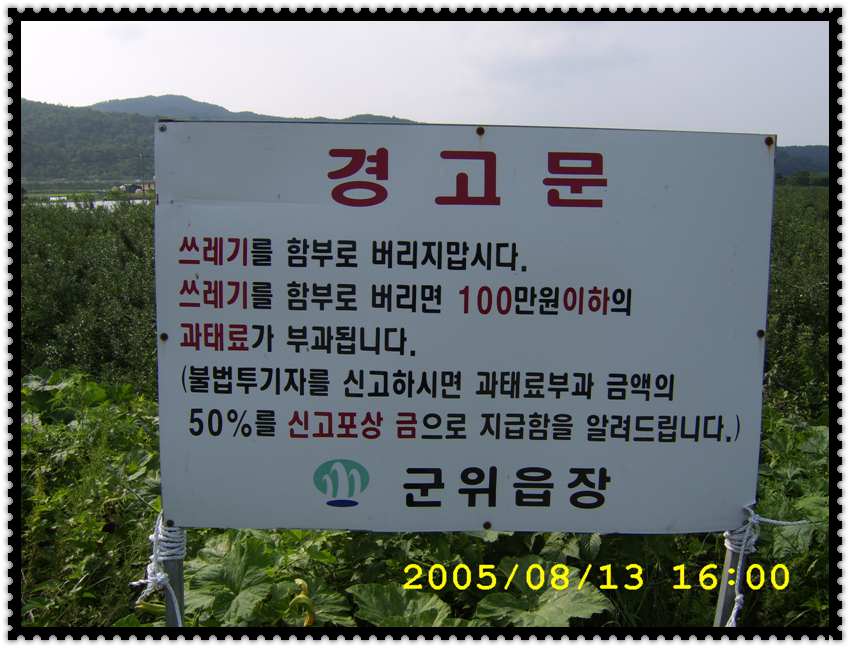 경고문
쓰레기를 함부로 버리지맙시다.
쓰레기를 함부로 버리면 100만원이하의
과태료가 부과됩니다.
(불법투기자를 신고하시면 과태료부과 금액의
50%를 신고포상 금으로 지급함을 알려드립니다.)
군위읍장
2005/08/13 16:00